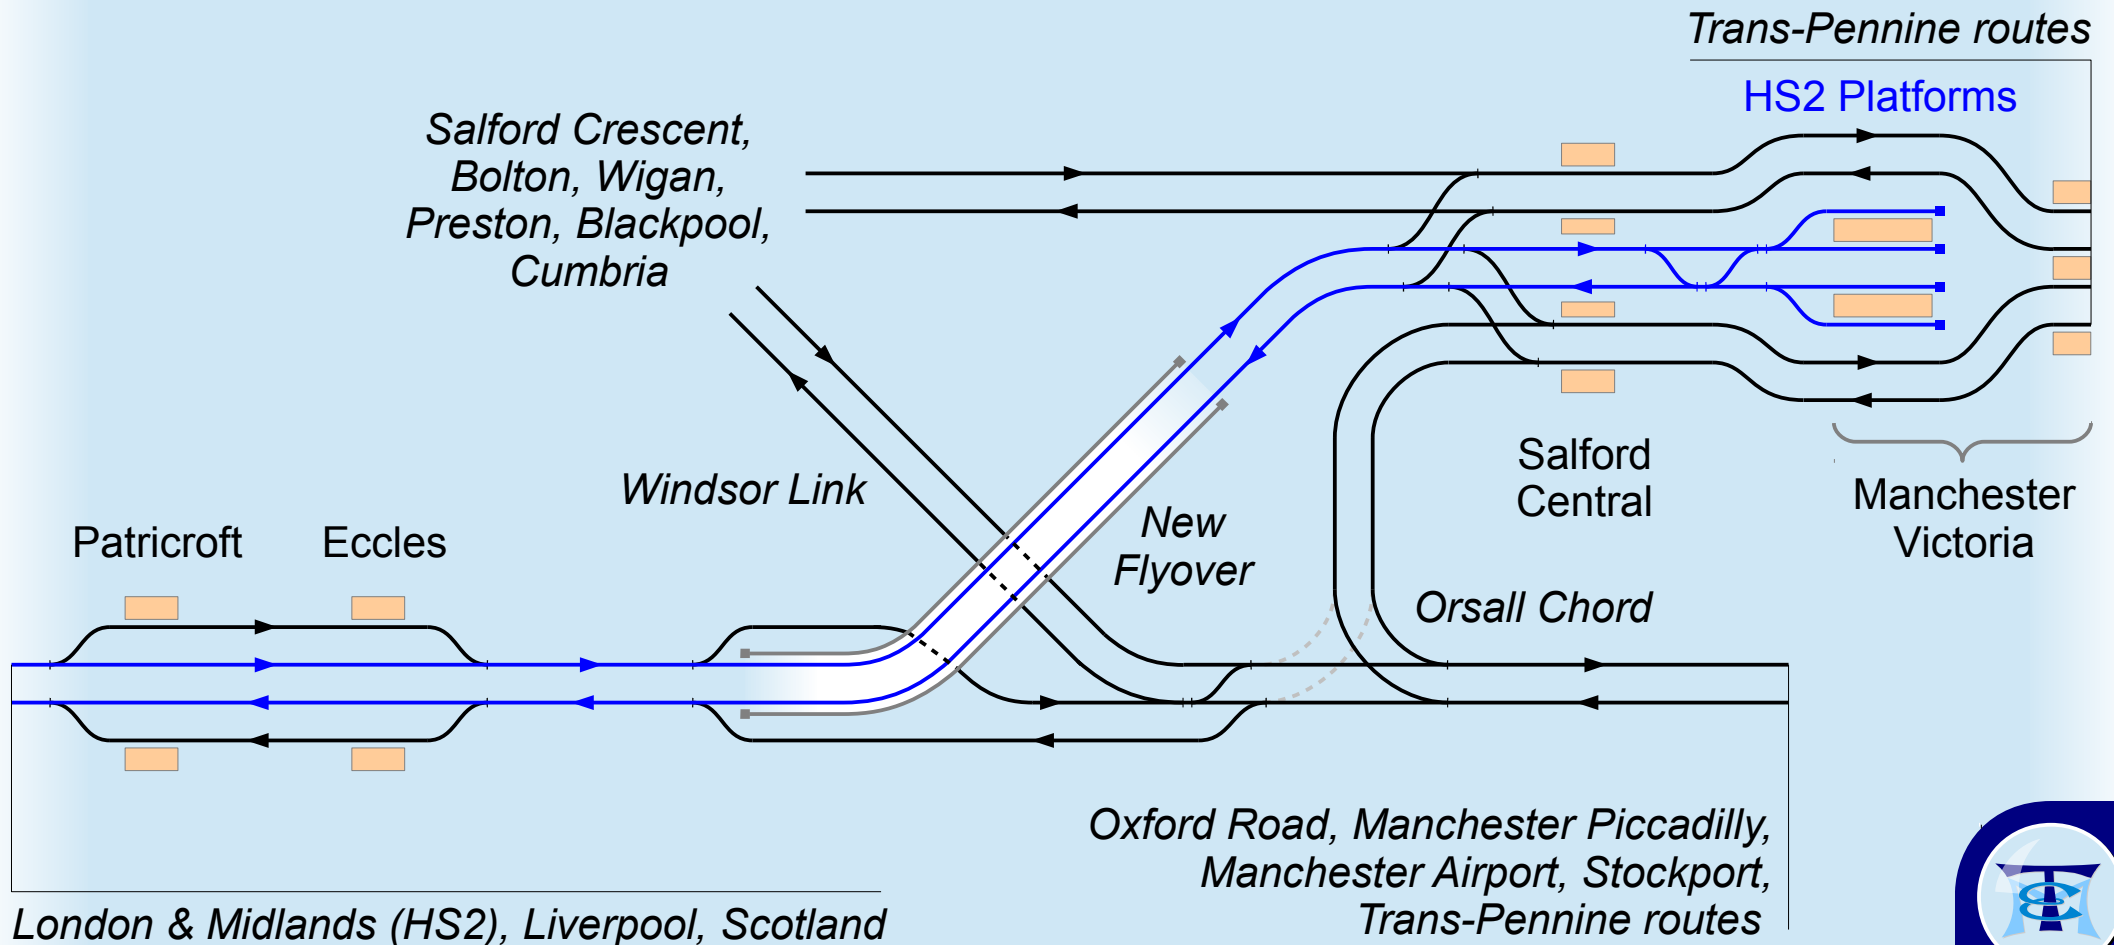 Trans-Pennine routes
HS2 Platforms
Salford Crescent,
Bolton, Wigan,
Preston, Blackpool,
Cumbria
Windsor Link
New
Flyover
Salford
Central
Manchester
Victoria
Patricroft
Eccles
Orsall Chord
Oxford Road, Manchester Piccadilly,
Manchester Airport, Stockport,
Trans-Pennine routes
London & Midlands (HS2), Liverpool, Scotland